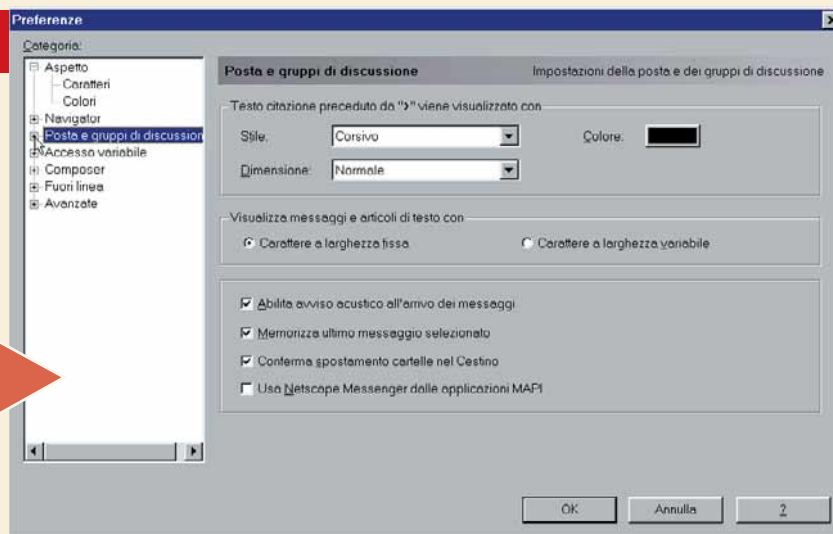 Preferenze
Categoria:
Aspetto
Caratteri
Colori
Navigator
Posta e gruppi di discussion
Accesso variabile
Composer
Fuori linea
Avanzate
Posta e gruppi di discussione Impostazioni della posta e dei gruppi di discussione
Testo citazione preceduto da ">" viene visualizzato con
Stile: Corsivo Colore:
Dimensione: Normale
Visualizza messaggi e articoli di testo con
Carattere a larghezza fissa Carattere a larghezza variabile
Abilita avviso acustico all'arrivo dei messaggi
Memorizza ultimo messaggio selezionato
Conferma spostamento cartelle nel Cestino
Usa Netscape Messenger dalle applicazioni MAPI
OK Annulla ?